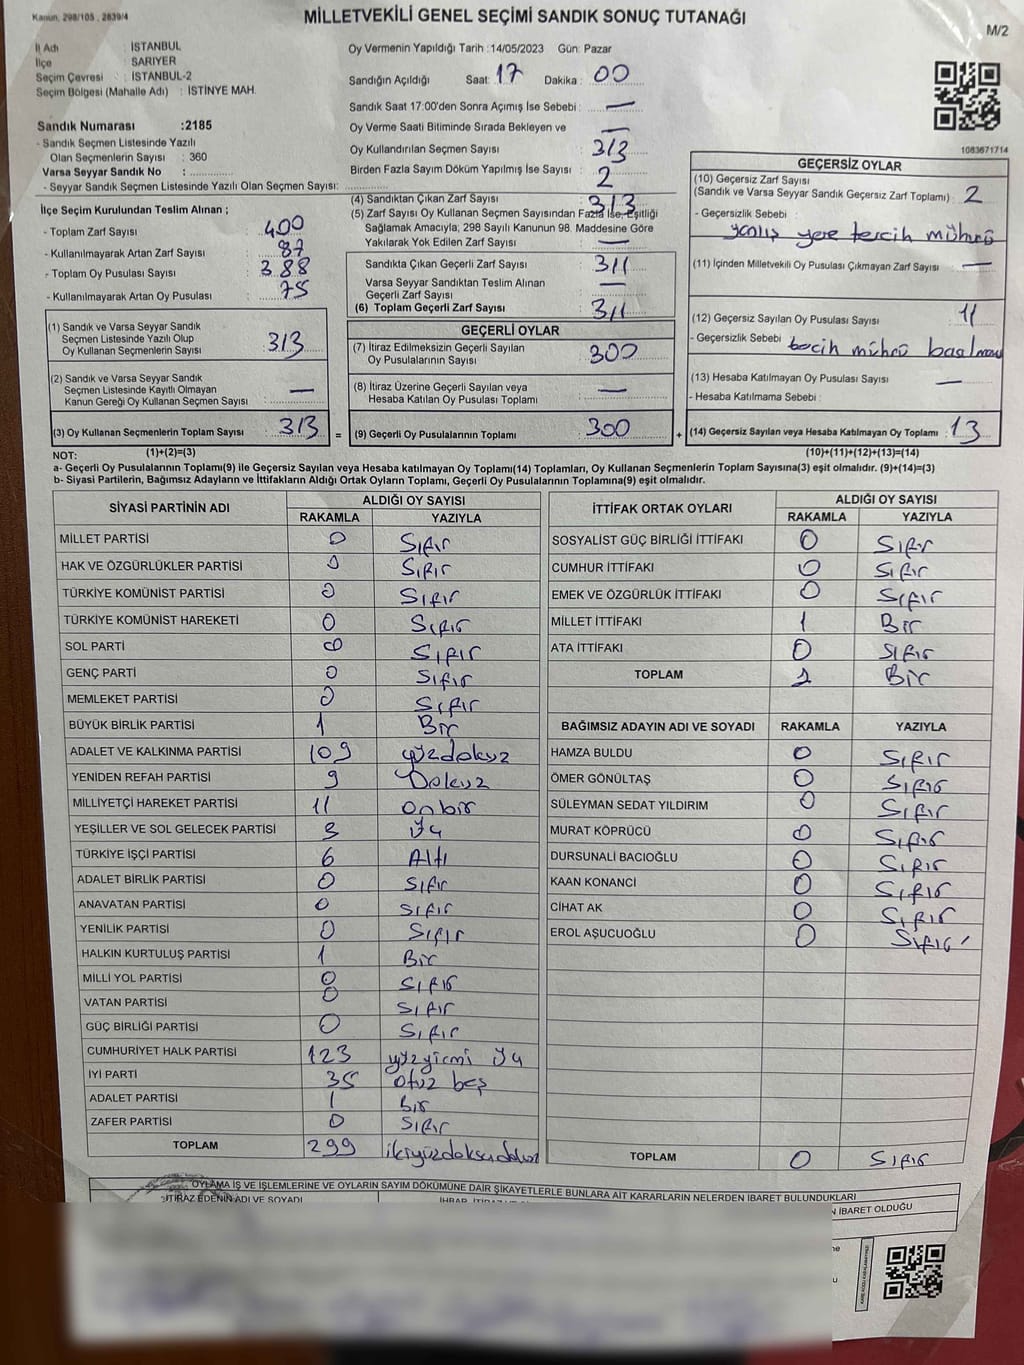 Kanun, 298/105 , 2839/4
MİLLETVEKİLİ GENEL SEÇİMİ SANDIK SONUÇ TUTANAĞI
M/2
İl Adı : İSTANBUL
İlçe : SARIYER
Seçim Çevresi : İSTANBUL-2
Seçim Bölgesi (Mahalle Adı) : İSTİNYE MAH.
Sandık Numarası :2185
- Sandık Seçmen Listesinde Yazılı
Olan Seçmenlerin Sayısı : 360
Varsa Seyyar Sandık No :
- Seyyar Sandık Seçmen Listesinde Yazılı Olan Seçmen Sayısı:
Oy Vermenin Yapıldığı Tarih :14/05/2023 Gün: Pazar
Sandığın Açıldığı Saat: 17 Dakika : 00
Sandık Saat 17:00'den Sonra Açımış İse Sebebi : —
Oy Verme Saati Bitiminde Sırada Bekleyen ve —
Oy Kullandırılan Seçmen Sayısı : 313
Birden Fazla Sayım Döküm Yapılmış İse Sayısı : 2
1083671714
İlçe Seçim Kurulundan Teslim Alınan ;
- Toplam Zarf Sayısı : 400
- Kullanılmayarak Artan Zarf Sayısı : 87
- Toplam Oy Pusulası Sayısı : 388
- Kullanılmayarak Artan Oy Pusulası : 75
(4) Sandıktan Çıkan Zarf Sayısı : 313
(5) Zarf Sayısı Oy Kullanan Seçmen Sayısından Fazla İse, Eşitliği
Sağlamak Amacıyla; 298 Sayılı Kanunun 98. Maddesine Göre
Yakılarak Yok Edilen Zarf Sayısı : —
Sandıkta Çıkan Geçerli Zarf Sayısı : 311
Varsa Seyyar Sandıktan Teslim Alınan
Geçerli Zarf Sayısı : —
(6) Toplam Geçerli Zarf Sayısı : 311
GEÇERSİZ OYLAR
(10) Geçersiz Zarf Sayısı
(Sandık ve Varsa Seyyar Sandık Geçersiz Zarf Toplamı) : 2
- Geçersizlik Sebebi
yanlış yere tercih mührü
(11) İçinden Milletvekili Oy Pusulası Çıkmayan Zarf Sayısı : —
(12) Geçersiz Sayılan Oy Pusulası Sayısı : 11
- Geçersizlik Sebebi
(13) Hesaba Katılmayan Oy Pusulası Sayısı : —
- Hesaba Katılmama Sebebi :
(14) Geçersiz Sayılan veya Hesaba Katılmayan Oy Toplamı : 13
(10)+(11)+(12)+(13)=(14)
(1) Sandık ve Varsa Seyyar Sandık
Seçmen Listesinde Yazılı Olup
Oy Kullanan Seçmenlerin Sayısı : 313
(2) Sandık ve Varsa Seyyar Sandık
Seçmen Listesinde Kayıtlı Olmayan
Kanun Gereği Oy Kullanan Seçmen Sayısı : —
(3) Oy Kullanan Seçmenlerin Toplam Sayısı : 313 =
(1)+(2)=(3)
GEÇERLİ OYLAR
(7) İtiraz Edilmeksizin Geçerli Sayılan
Oy Pusulalarının Sayısı : 300
(8) İtiraz Üzerine Geçerli Sayılan veya
Hesaba Katılan Oy Pusulası Toplamı : —
(9) Geçerli Oy Pusulalarının Toplamı : 300 +
NOT:
a- Geçerli Oy Pusulalarının Toplamı(9) ile Geçersiz Sayılan veya Hesaba katılmayan Oy Toplamı(14) Toplamları, Oy Kullanan Seçmenlerin Toplam Sayısına(3) eşit olmalıdır. (9)+(14)=(3)
b- Siyasi Partilerin, Bağımsız Adayların ve İttifakların Aldığı Ortak Oyların Toplamı, Geçerli Oy Pusulalarının Toplamına(9) eşit olmalıdır.
SİYASİ PARTİNİN ADI ALDIĞI OY SAYISI
RAKAMLA YAZIYLA
MİLLET PARTİSİ 0 Sıfır
HAK VE ÖZGÜRLÜKLER PARTİSİ 0 Sıfır
TÜRKİYE KOMÜNİST PARTİSİ 0 Sıfır
TÜRKİYE KOMÜNİST HAREKETİ 0 Sıfır
SOL PARTİ 0 Sıfır
GENÇ PARTİ 0 Sıfır
MEMLEKET PARTİSİ 0 Sıfır
BÜYÜK BİRLİK PARTİSİ 1 Bir
ADALET VE KALKINMA PARTİSİ 109 yüzdokuz
YENİDEN REFAH PARTİSİ 9 Dokuz
MİLLİYETÇİ HAREKET PARTİSİ 11 onbir
YEŞİLLER VE SOL GELECEK PARTİSİ 3 üç
TÜRKİYE İŞÇİ PARTİSİ 6 Altı
ADALET BİRLİK PARTİSİ 0 Sıfır
ANAVATAN PARTİSİ 0 Sıfır
YENİLİK PARTİSİ 0 Sıfır
HALKIN KURTULUŞ PARTİSİ 1 Bir
MİLLİ YOL PARTİSİ 0 Sıfır
VATAN PARTİSİ 0 Sıfır
GÜÇ BİRLİĞİ PARTİSİ 0 Sıfır
CUMHURİYET HALK PARTİSİ 123 yüzyirmi üç
İYİ PARTİ 35 otuz beş
ADALET PARTİSİ 1 Bir
ZAFER PARTİSİ 0 Sıfır
TOPLAM 299 ikiyüzdoksandokuz
İTTİFAK ORTAK OYLARI ALDIĞI OY SAYISI
RAKAMLA YAZIYLA
SOSYALİST GÜÇ BİRLİĞİ İTTİFAKI 0 Sıfır
CUMHUR İTTİFAKI 0 Sıfır
EMEK VE ÖZGÜRLÜK İTTİFAKI 0 Sıfır
MİLLET İTTİFAKI 1 Bir
ATA İTTİFAKI 0 Sıfır
TOPLAM 1 Bir
BAĞIMSIZ ADAYIN ADI VE SOYADI RAKAMLA YAZIYLA
HAMZA BULDU 0 Sıfır
ÖMER GÖNÜLTAŞ 0 Sıfır
SÜLEYMAN SEDAT YILDIRIM 0 Sıfır
MURAT KÖPRÜCÜ 0 Sıfır
DURSUNALİ BACIOĞLU 0 Sıfır
KAAN KONANCİ 0 Sıfır
CİHAT AK 0 Sıfır
EROL AŞUCUOĞLU 0 Sıfır
TOPLAM 0 Sıfır
OYLAMA İŞ VE İŞLEMLERİNE VE OYLARIN SAYIM DÖKÜMÜNE DAİR ŞİKAYETLERLE BUNLARA AİT KARARLARIN NELERDEN İBARET BULUNDUKLARI
İTİRAZ EDENİN ADI VE SOYADI
N İBARET OLDUĞU